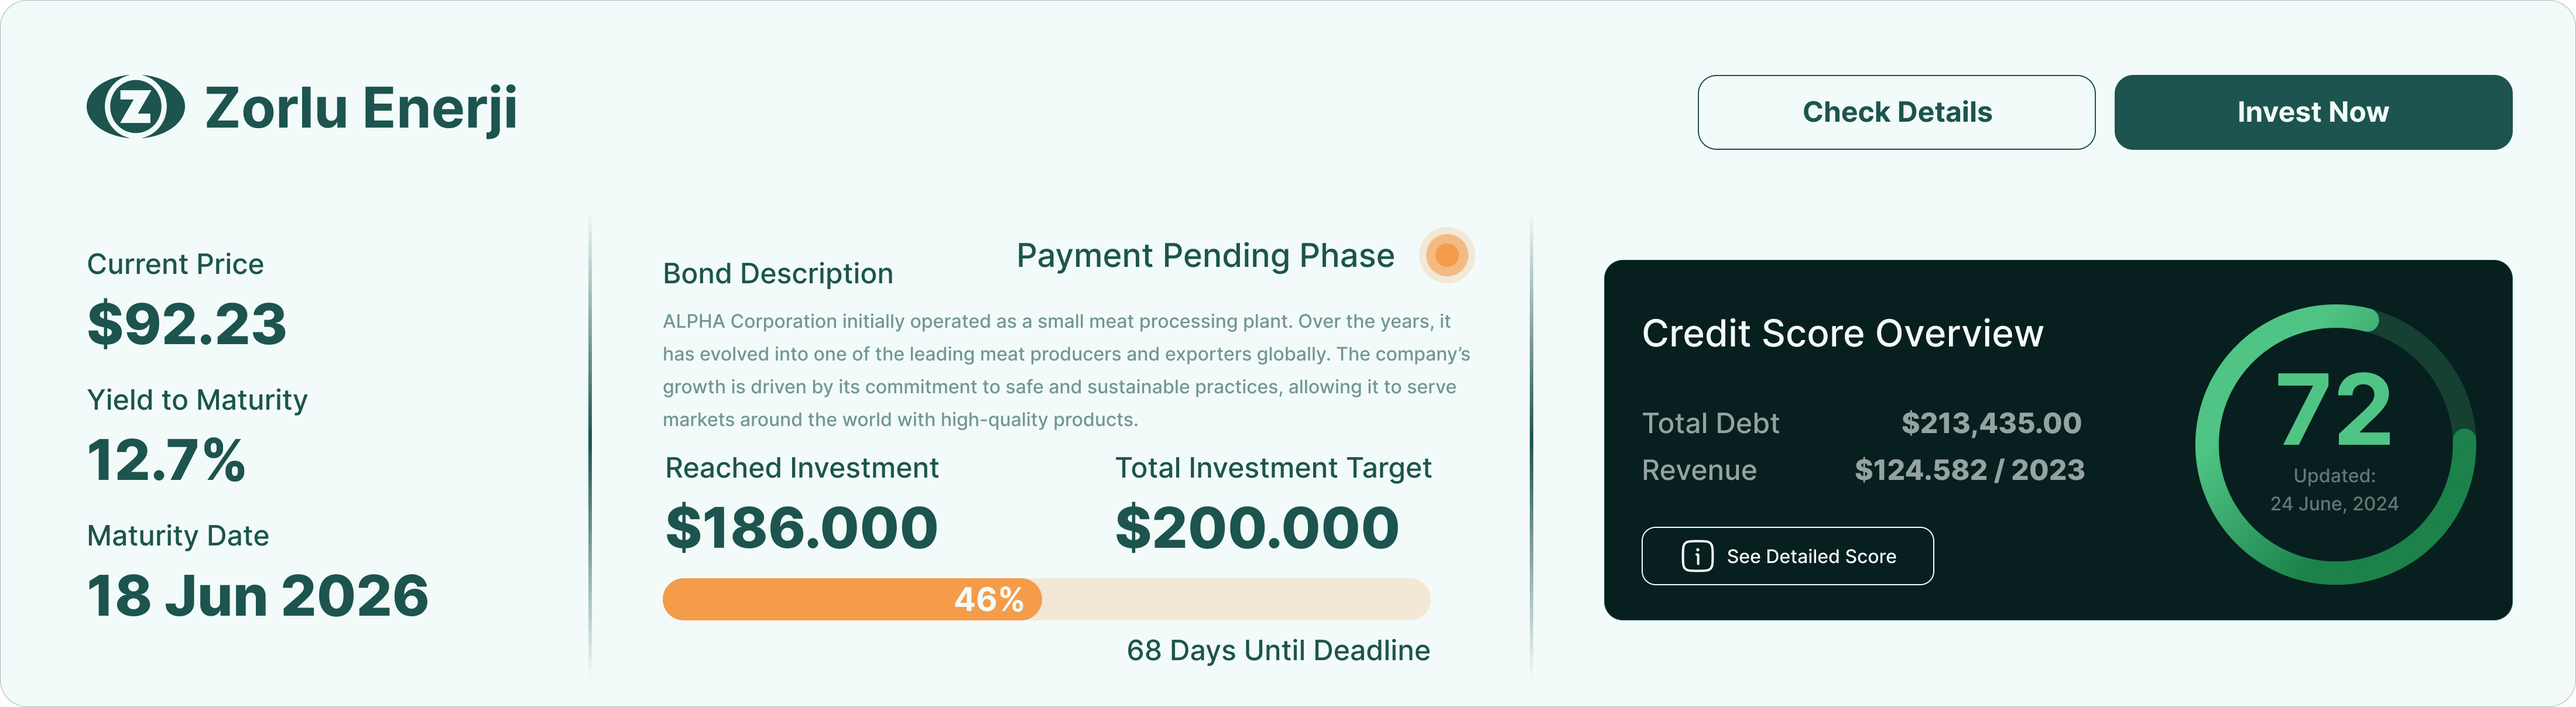 Zorlu Enerji
Check Details
Invest Now
Current Price
$92.23
Yield to Maturity
12.7%
Maturity Date
18 Jun 2026
Bond Description
Payment Pending Phase
ALPHA Corporation initially operated as a small meat processing plant. Over the years, it
has evolved into one of the leading meat producers and exporters globally. The company’s
growth is driven by its commitment to safe and sustainable practices, allowing it to serve
markets around the world with high-quality products.
Reached Investment
$186.000
Total Investment Target
$200.000
46%
68 Days Until Deadline
Credit Score Overview
Total Debt $213,435.00
Revenue $124.582 / 2023
See Detailed Score
72
Updated:
24 June, 2024